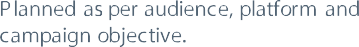 Planned as per audience, platform and
campaign objective.